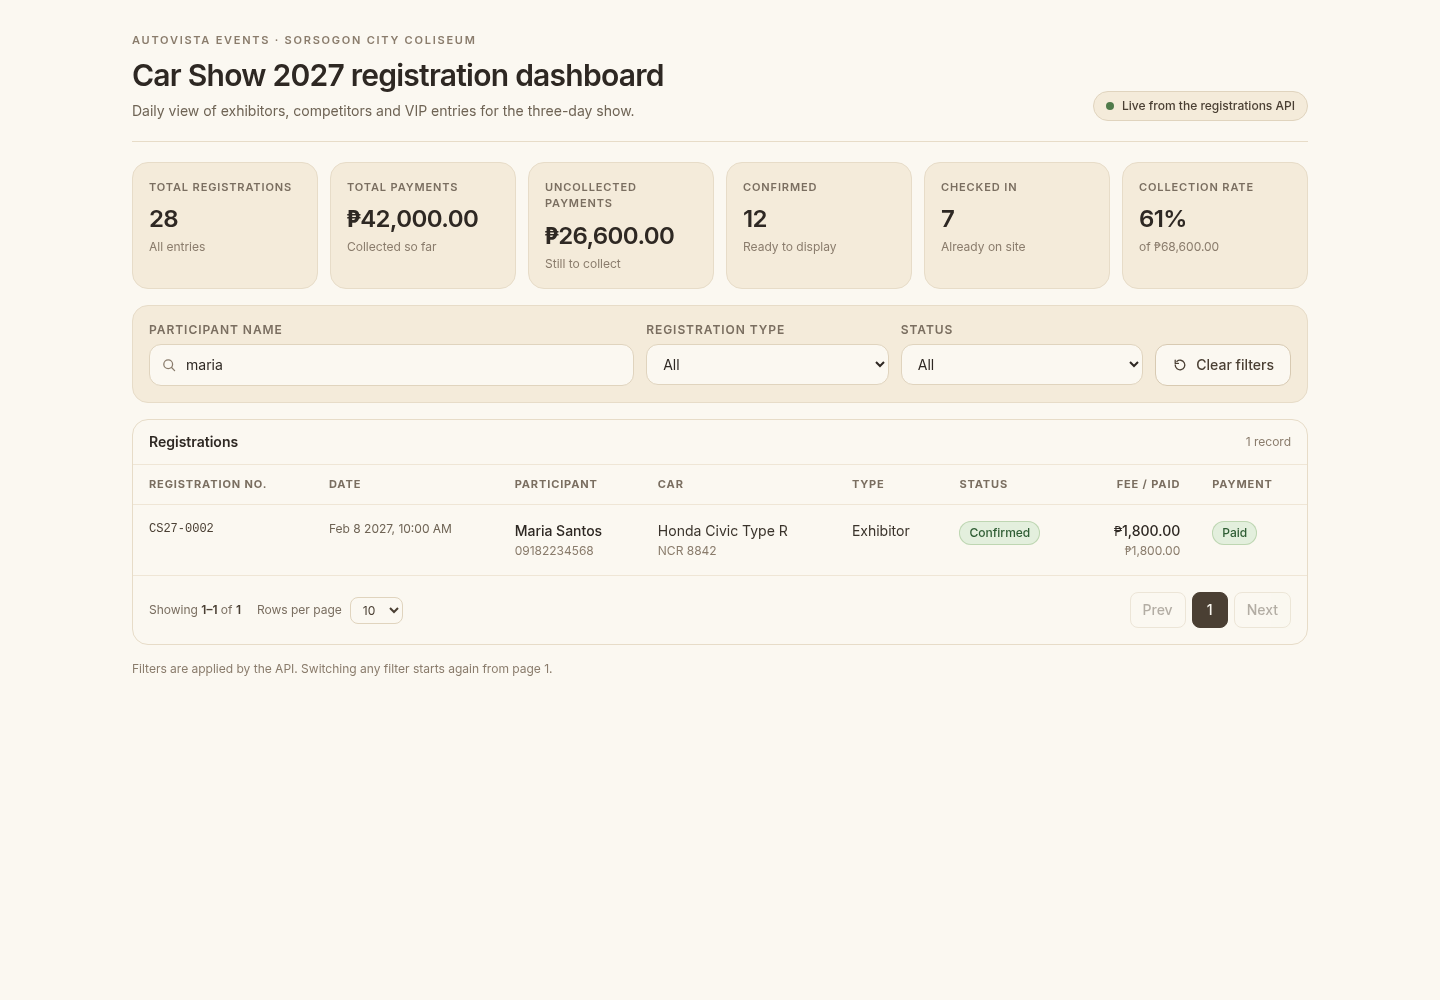 AUTOVISTA EVENTS · SORSOGON CITY COLISEUM
Car Show 2027 registration dashboard
Daily view of exhibitors, competitors and VIP entries for the three-day show.
Live from the registrations API
TOTAL REGISTRATIONS
28
All entries
TOTAL PAYMENTS
₱42,000.00
Collected so far
UNCOLLECTED
PAYMENTS
₱26,600.00
Still to collect
CONFIRMED
12
Ready to display
CHECKED IN
7
Already on site
COLLECTION RATE
61%
of ₱68,600.00
PARTICIPANT NAME
maria
REGISTRATION TYPE
All
STATUS
All
Clear filters
Registrations
1 record
REGISTRATION NO. DATE PARTICIPANT CAR TYPE STATUS FEE / PAID PAYMENT
CS27-0002 Feb 8 2027, 10:00 AM Maria Santos Honda Civic Type R Exhibitor Confirmed ₱1,800.00 Paid
09182234568 NCR 8842 ₱1,800.00
Showing 1–1 of 1 Rows per page 10 Prev 1 Next
Filters are applied by the API. Switching any filter starts again from page 1.